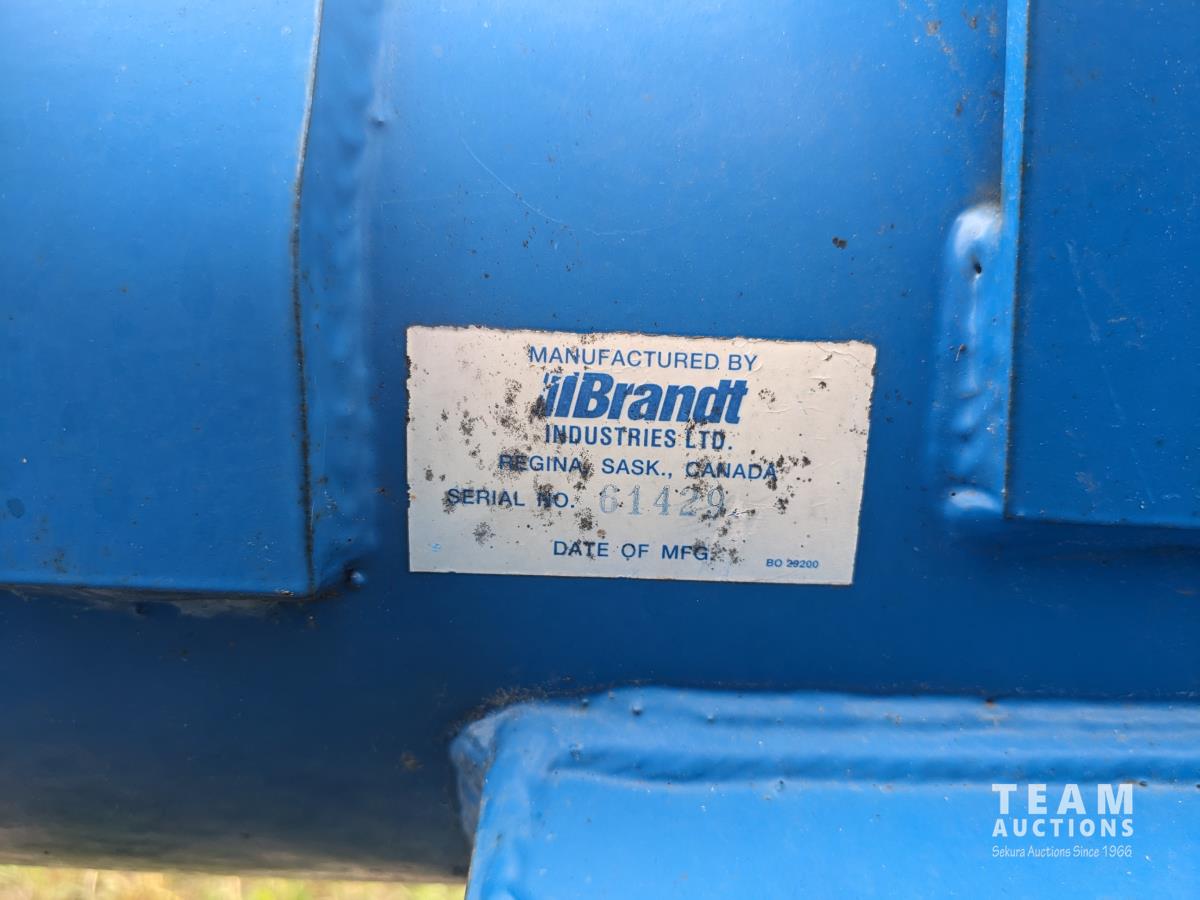 MANUFACTURED BY
Brandt
INDUSTRIES LTD.
REGINA, SASK., CANADA
SERIAL NO. 61429
DATE OF MFG.
BO 29200
TEAM
AUCTIONS
Sekura Auctions Since 1966